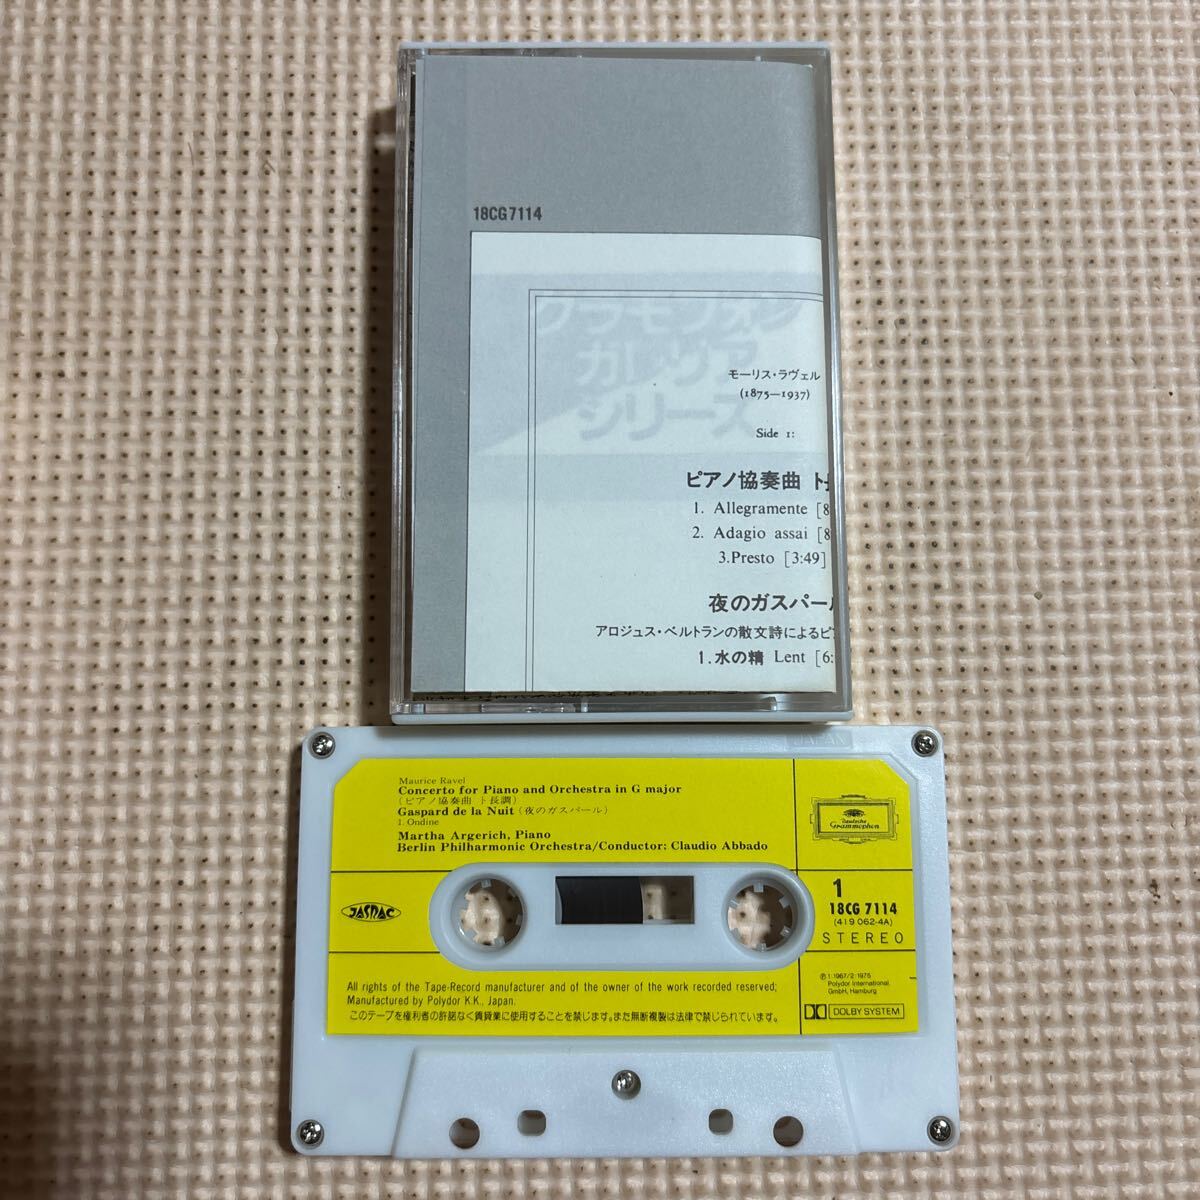 18CG7114
グラモフォン
ガレリア
シリーズ
モーリス・ラヴェル
(1875—1937)
Side 1:
ピアノ協奏曲 ト長
1. Allegramente [8
2. Adagio assai [8
3.Presto [3:49]
夜のガスパール
アロジュス・ベルトランの散文詩によるピア
1.水の精 Lent [6:
JAPAN
Maurice Ravel
Concerto for Piano and Orchestra in G major
(ピアノ協奏曲 ト長調)
Gaspard de la Nuit (夜のガスパール)
1. Ondine
Martha Argerich, Piano
Berlin Philharmonic Orchestra/Conductor: Claudio Abbado
Deutsche
Grammophon
JASRAC
1
18CG 7114
(419 062-4A)
STEREO
All rights of the Tape-Record manufacturer and of the owner of the work recorded reserved;
Manufactured by Polydor K.K., Japan.
このテープを権利者の許諾なく賃貸業に使用することを禁じます。また無断複製は法律で禁じられています。
℗1:1967/2:1975
Polydor International
GmbH, Hamburg
DOLBY SYSTEM